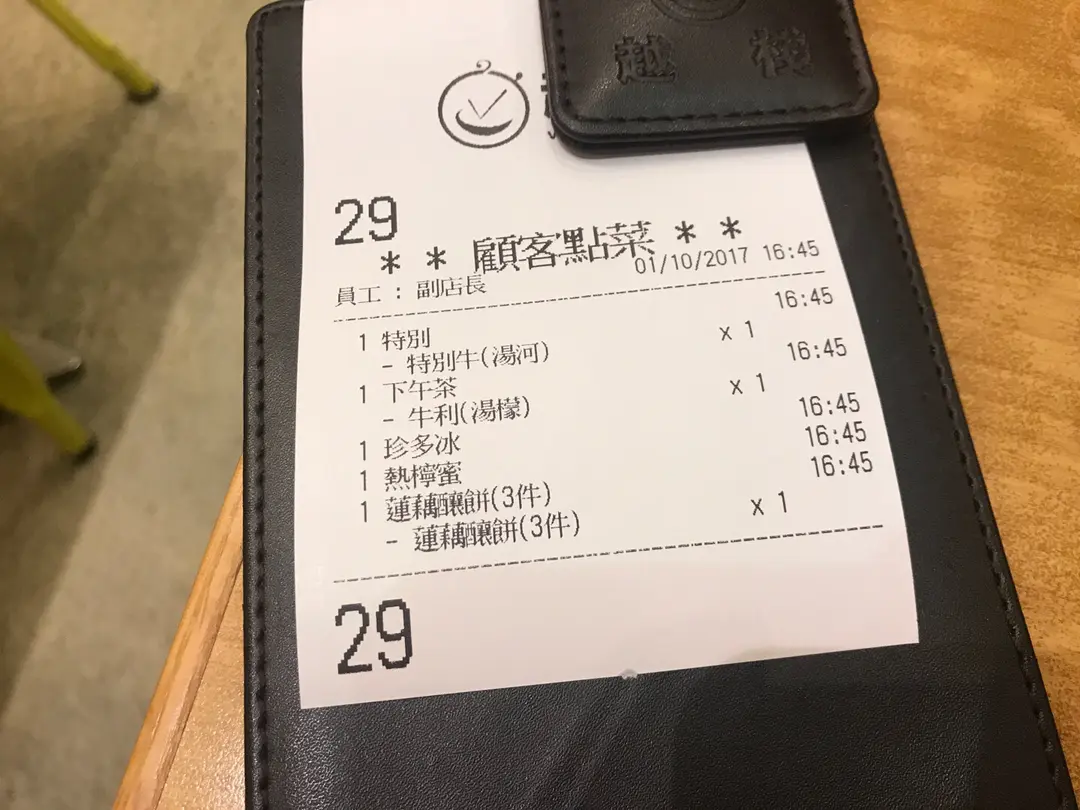 越棧
29
** 顧客點菜 **
01/10/2017 16:45
員工 : 副店長
1 特別 16:45
- 特別牛(湯河) x 1
1 下午茶 16:45
- 牛利(湯檬) x 1
1 珍多冰 16:45
1 熱檸蜜 16:45
1 蓮藕釀餅(3件) 16:45
- 蓮藕釀餅(3件) x 1
29